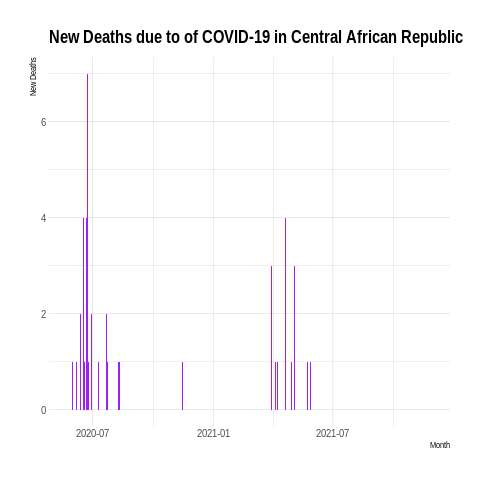 New Deaths due to of COVID-19 in Central African Republic
New Deaths
6
4
2
0
2020-07
2021-01
2021-07
Month